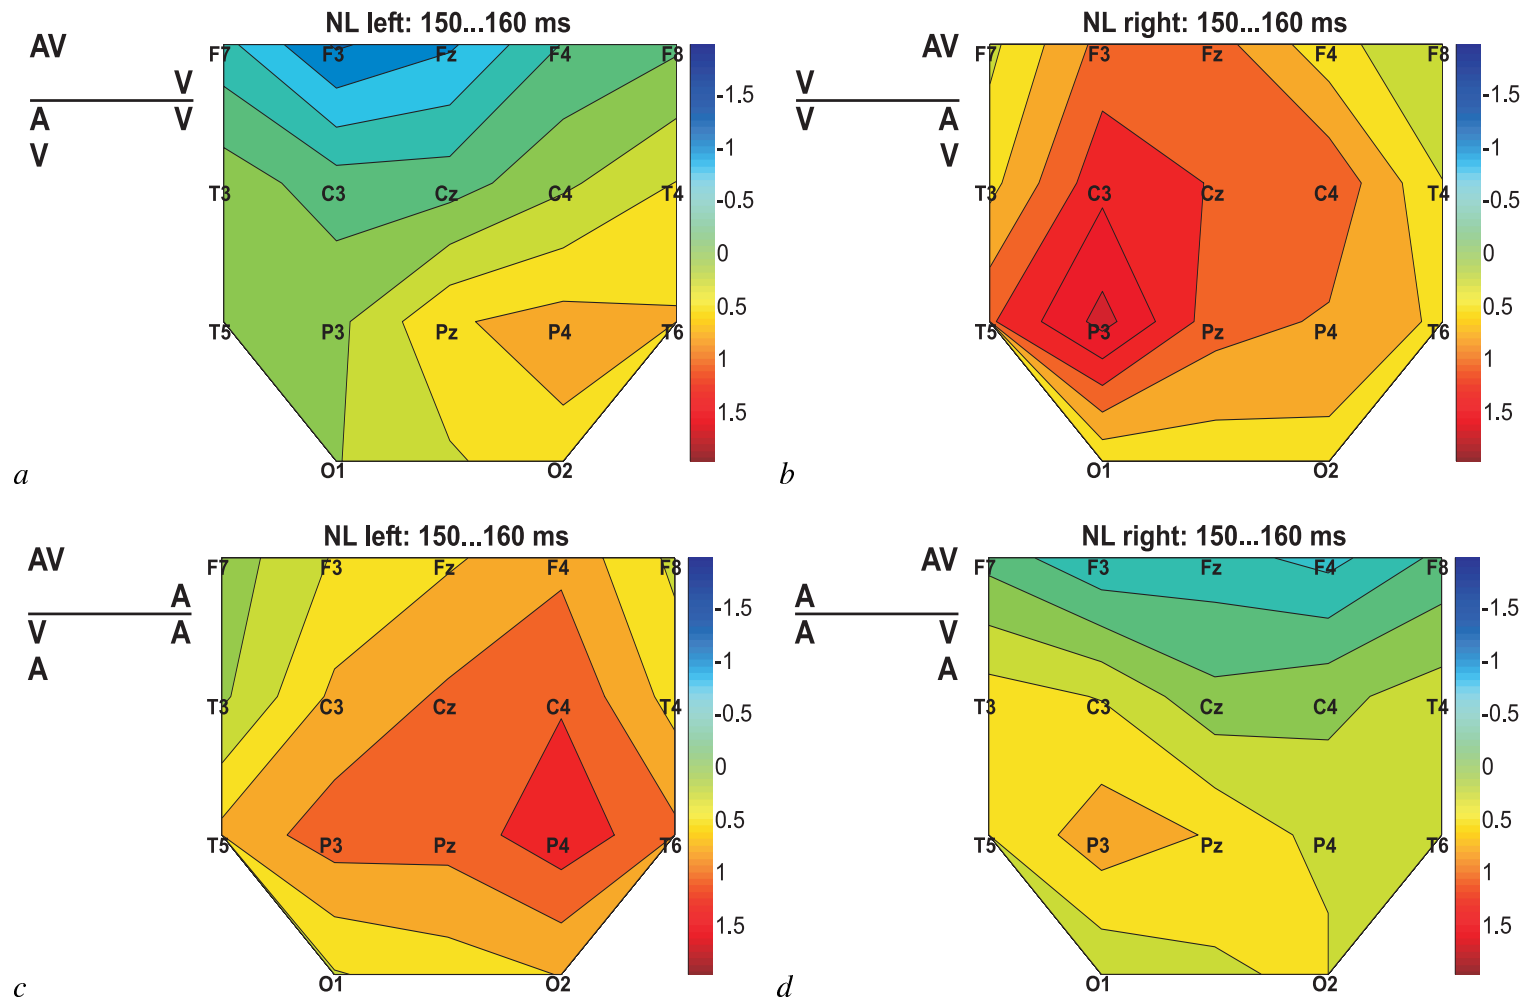 NL left: 150...160 ms
AV
V
A V
V
F7 F3 Fz F4 F8
T3 C3 Cz C4 T4
T5 P3 Pz P4 T6
O1 O2
-1.5
-1
-0.5
0
0.5
1
1.5
a
NL right: 150...160 ms
AV
V
V A
V
F7 F3 Fz F4 F8
T3 C3 Cz C4 T4
T5 P3 Pz P4 T6
O1 O2
-1.5
-1
-0.5
0
0.5
1
1.5
b
NL left: 150...160 ms
AV
A
V A
A
F7 F3 Fz F4 F8
T3 C3 Cz C4 T4
T5 P3 Pz P4 T6
O1 O2
-1.5
-1
-0.5
0
0.5
1
1.5
c
NL right: 150...160 ms
AV
A
A V
A
F7 F3 Fz F4 F8
T3 C3 Cz C4 T4
T5 P3 Pz P4 T6
O1 O2
-1.5
-1
-0.5
0
0.5
1
1.5
d